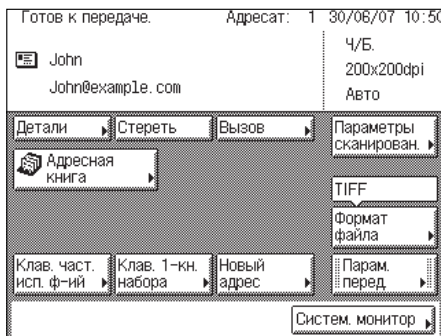 Готов к передаче. Адресат: 1 30/06/07 10:50
John
John@example.com
Ч/Б.
200x200dpi
Авто
Детали
Стереть
Вызов
Параметры
сканирован.
Адресная
книга
TIFF
Формат
файла
Клав. част.
исп. ф-ий
Клав. 1-кн.
набора
Новый
адрес
Парам.
перед.
Систем. монитор